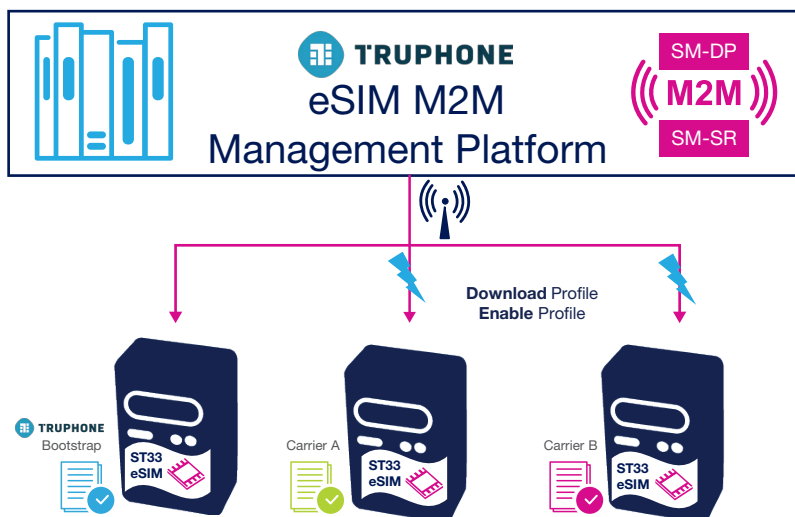 TRUPHONE
eSIM M2M
Management Platform
SM-DP
M2M
SM-SR
Download Profile
Enable Profile
TRUPHONE
Bootstrap
ST33
eSIM
Carrier A
ST33
eSIM
Carrier B
ST33
eSIM